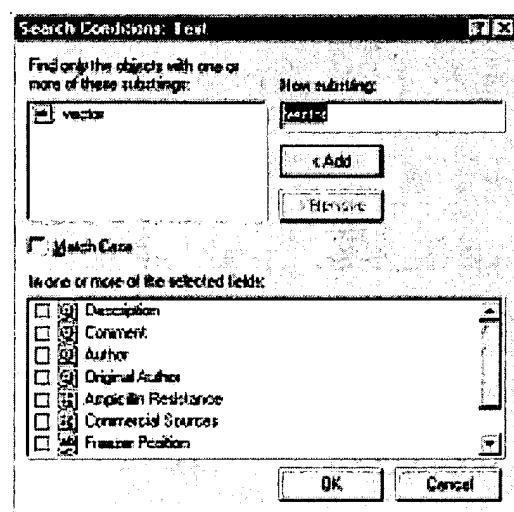 Search Conditions: Text
Find only the objects with one or
more of these substrings:
New substring:
vector
vector
< Add
> Remove
Match Case
In one or more of the selected fields:
Description
Comment
Author
Original Author
Ampicillin Resistance
Commercial Sources
Freezer Position
OK
Cancel